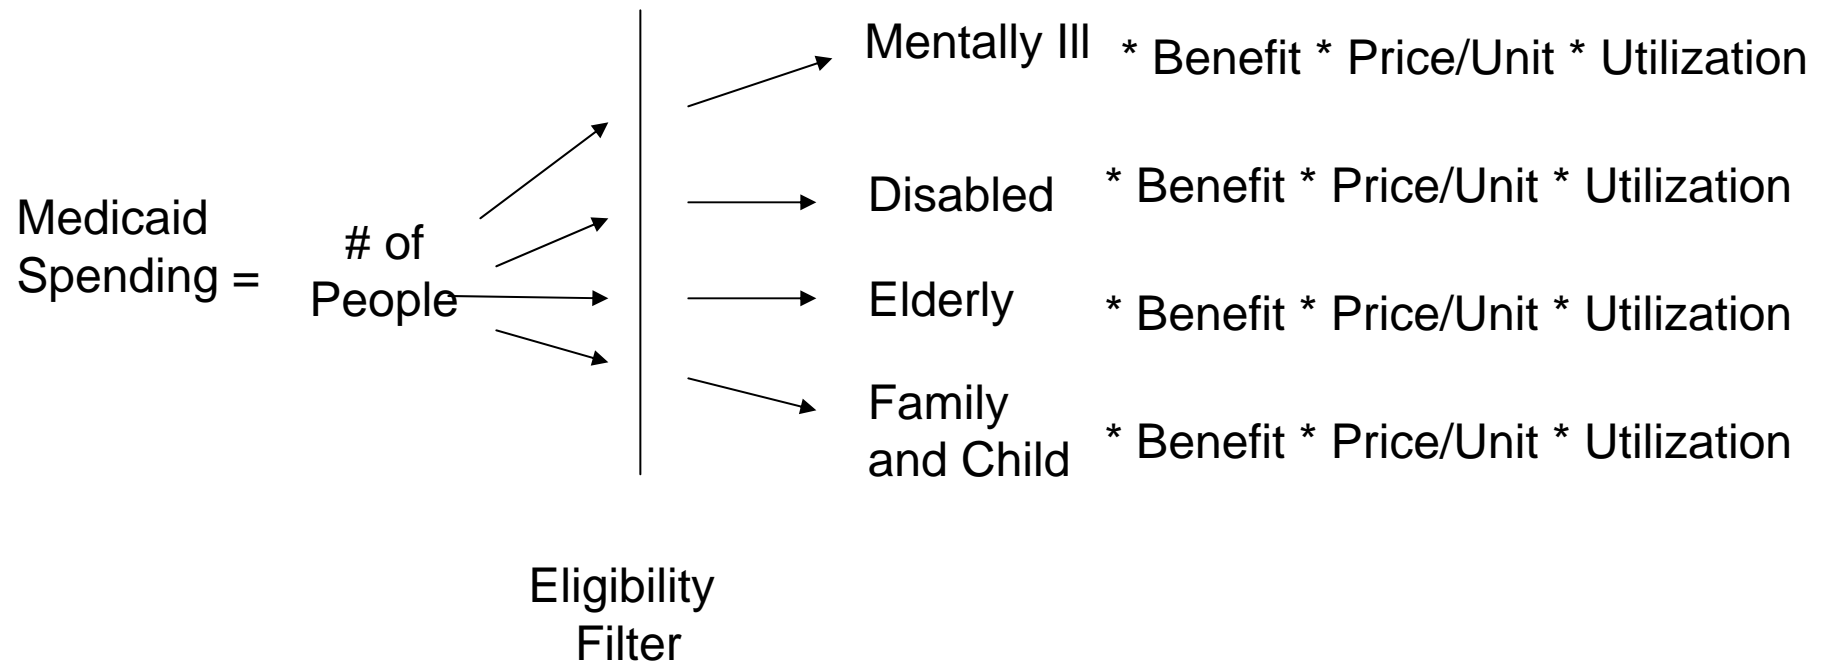 Medicaid
Spending =
# of
People
Mentally Ill * Benefit * Price/Unit * Utilization
Disabled * Benefit * Price/Unit * Utilization
Elderly * Benefit * Price/Unit * Utilization
Family
and Child * Benefit * Price/Unit * Utilization
Eligibility
Filter